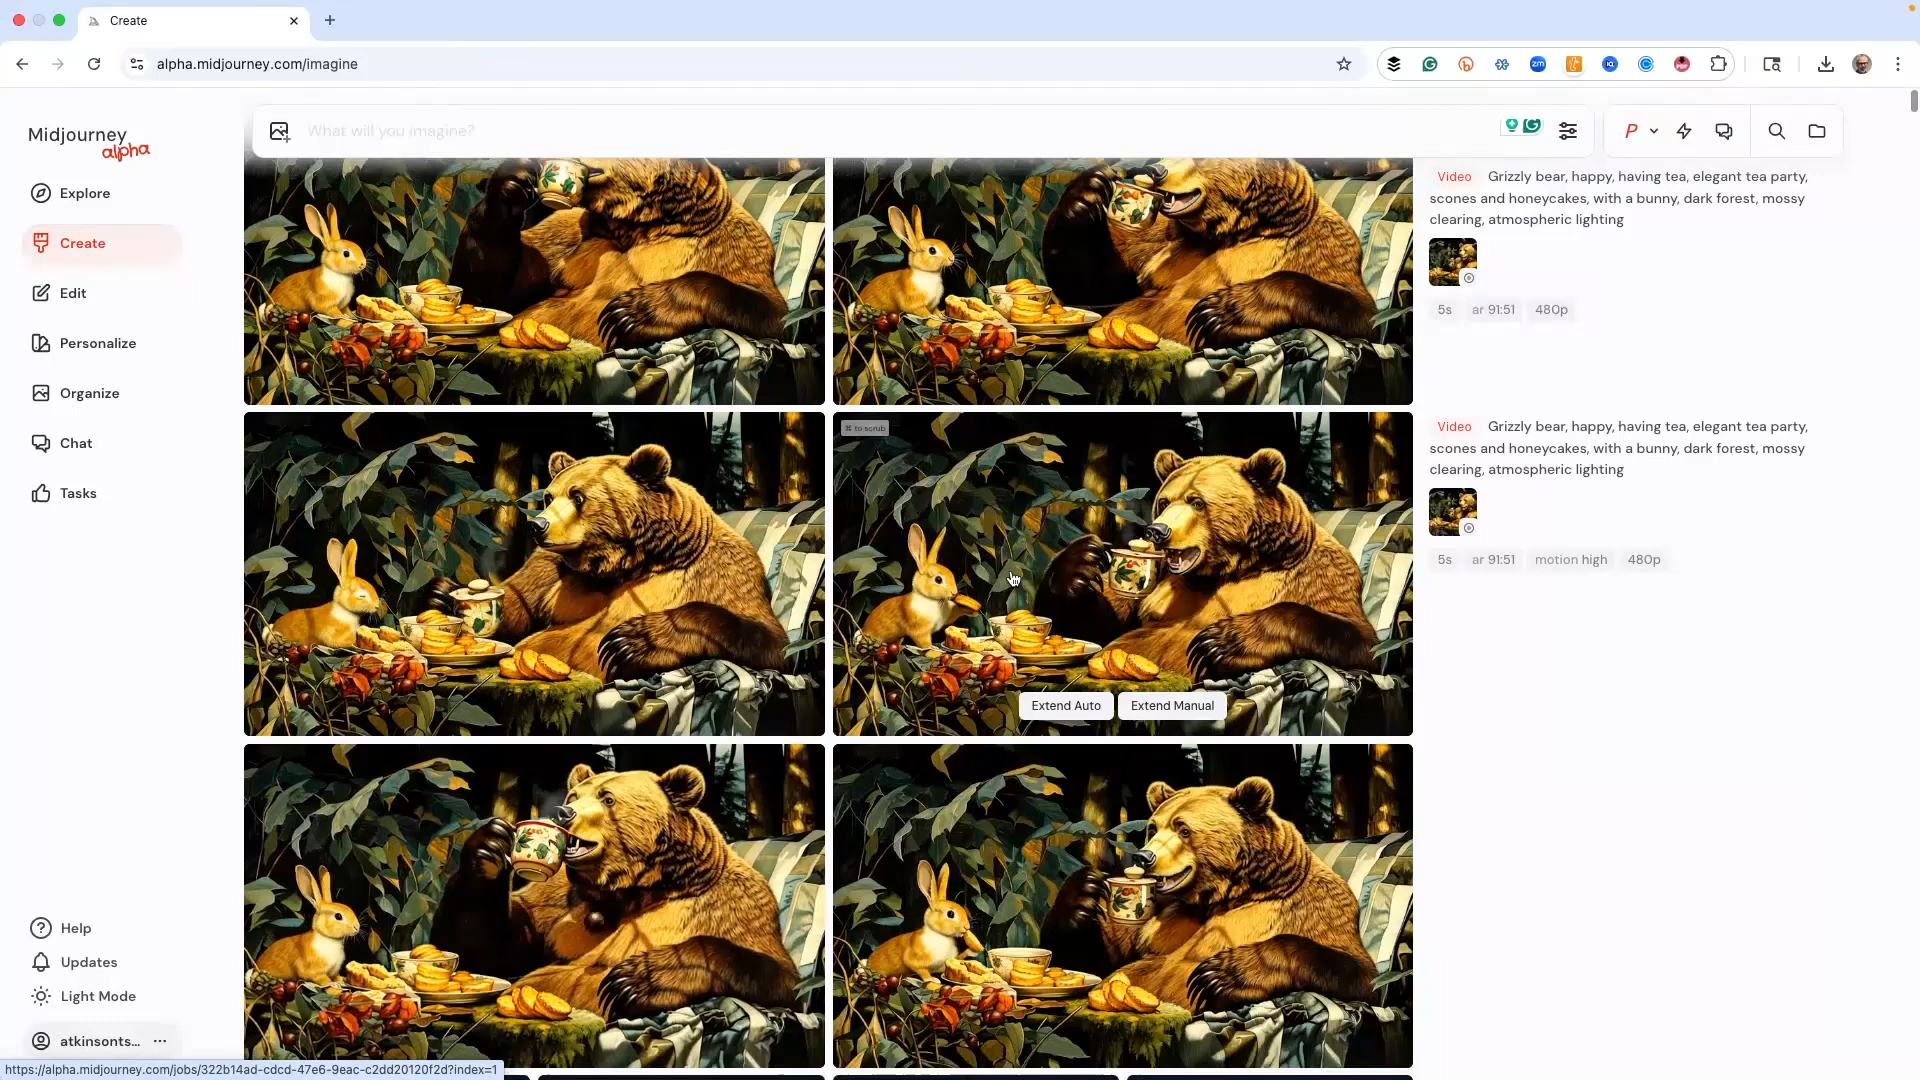 Create
alpha.midjourney.com/imagine
Midjourney
alpha
What will you imagine?
P
Explore
Create
Edit
Personalize
Organize
Chat
Tasks
Video Grizzly bear, happy, having tea, elegant tea party,
scones and honeycakes, with a bunny, dark forest, mossy
clearing, atmospheric lighting
5s ar 91:51 480p
⌘ to scrub
Extend Auto Extend Manual
Video Grizzly bear, happy, having tea, elegant tea party,
scones and honeycakes, with a bunny, dark forest, mossy
clearing, atmospheric lighting
5s ar 91:51 motion high 480p
Help
Updates
Light Mode
atkinsonts...
https://alpha.midjourney.com/jobs/322b14ad-cdcd-47e6-9eac-c2dd20120f2d?index=1